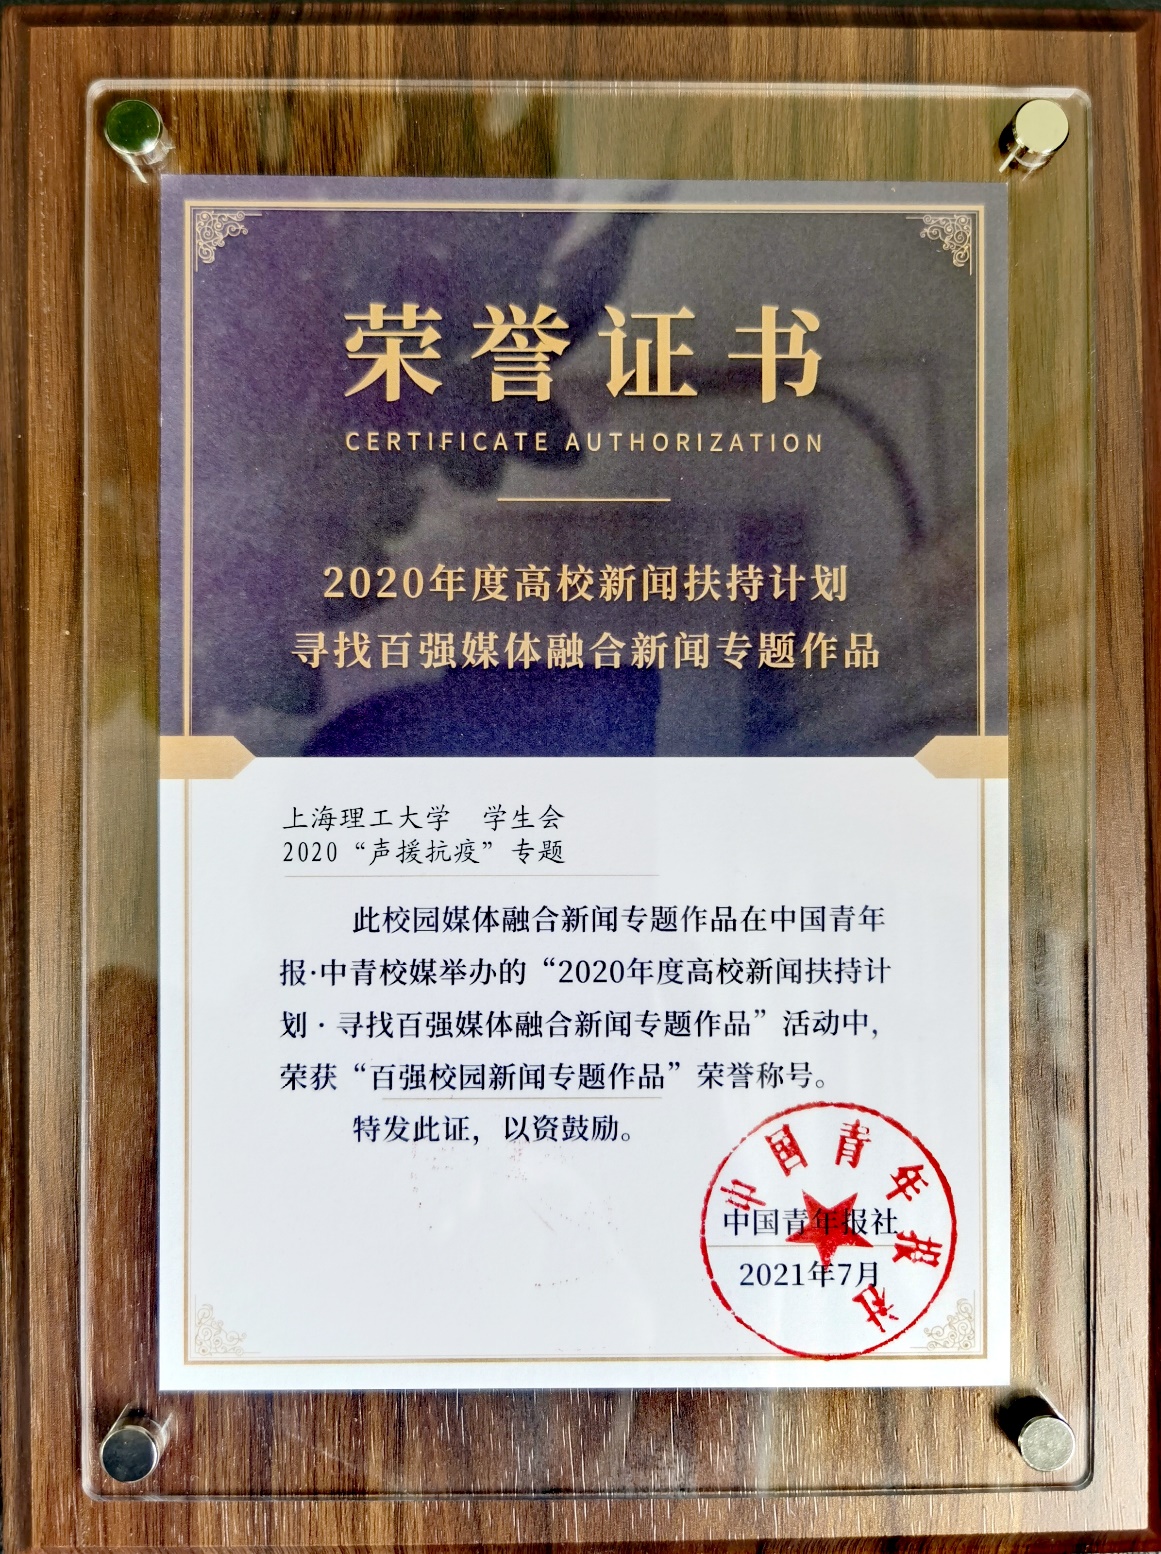 荣誉证书
CERTIFICATE AUTHORIZATION
2020年度高校新闻扶持计划
寻找百强媒体融合新闻专题作品
上海理工大学 学生会
2020“声援抗疫”专题
此校园媒体融合新闻专题作品在中国青年
报·中青校媒举办的“2020年度高校新闻扶持计
划·寻找百强媒体融合新闻专题作品”活动中，
荣获“百强校园新闻专题作品”荣誉称号。
特发此证，以资鼓励。
中国青年报社
中国青年报社
2021年7月